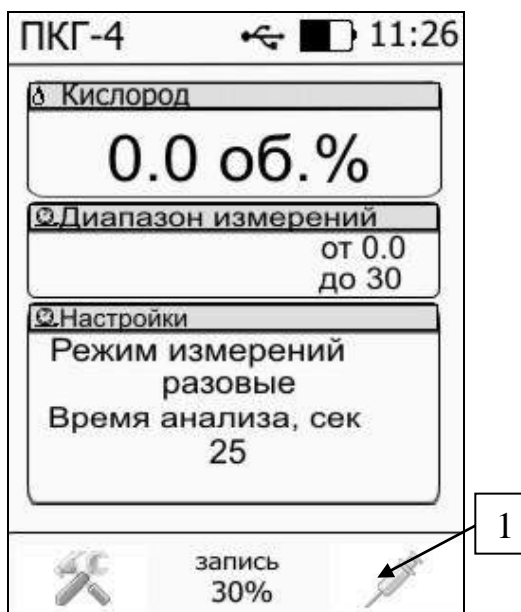 ПКГ-4 11:26
Кислород
0.0 об.%
Диапазон измерений
от 0.0
до 30
Настройки
Режим измерений
разовые
Время анализа, сек
25
1
запись
30%